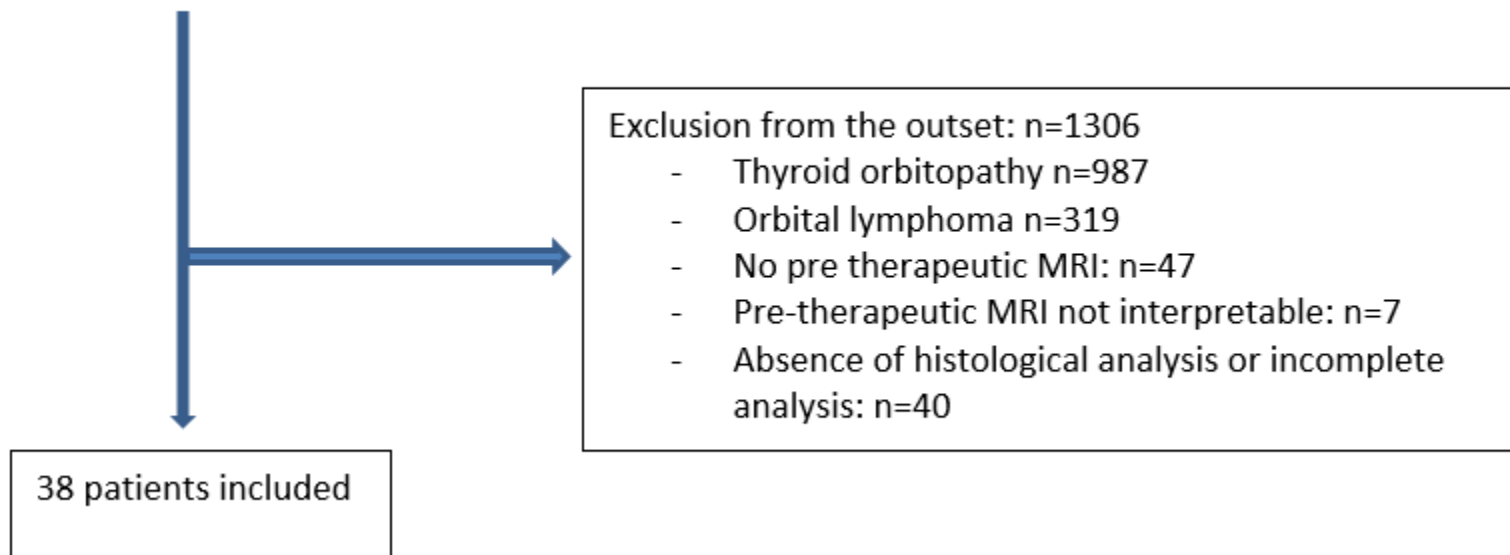 Exclusion from the outset: n=1306
- Thyroid orbitopathy n=987
- Orbital lymphoma n=319
- No pre therapeutic MRI: n=47
- Pre-therapeutic MRI not interpretable: n=7
- Absence of histological analysis or incomplete
analysis: n=40
38 patients included